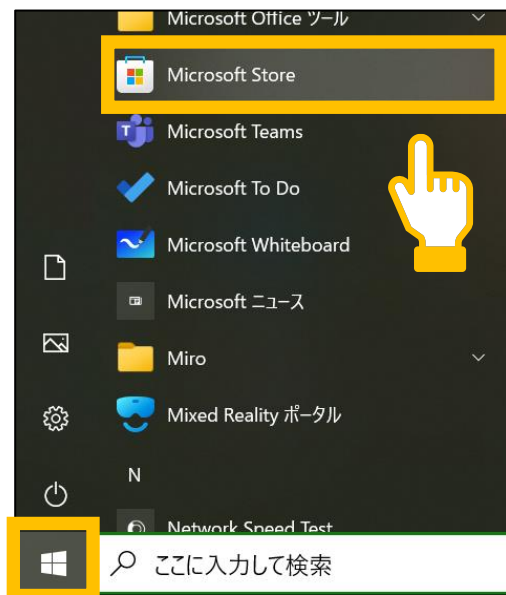 Microsoft Office ツール
Microsoft Store
Microsoft Teams
Microsoft To Do
Microsoft Whiteboard
Microsoft ニュース
Miro
Mixed Reality ポータル
N
Network Speed Test
ここに入力して検索